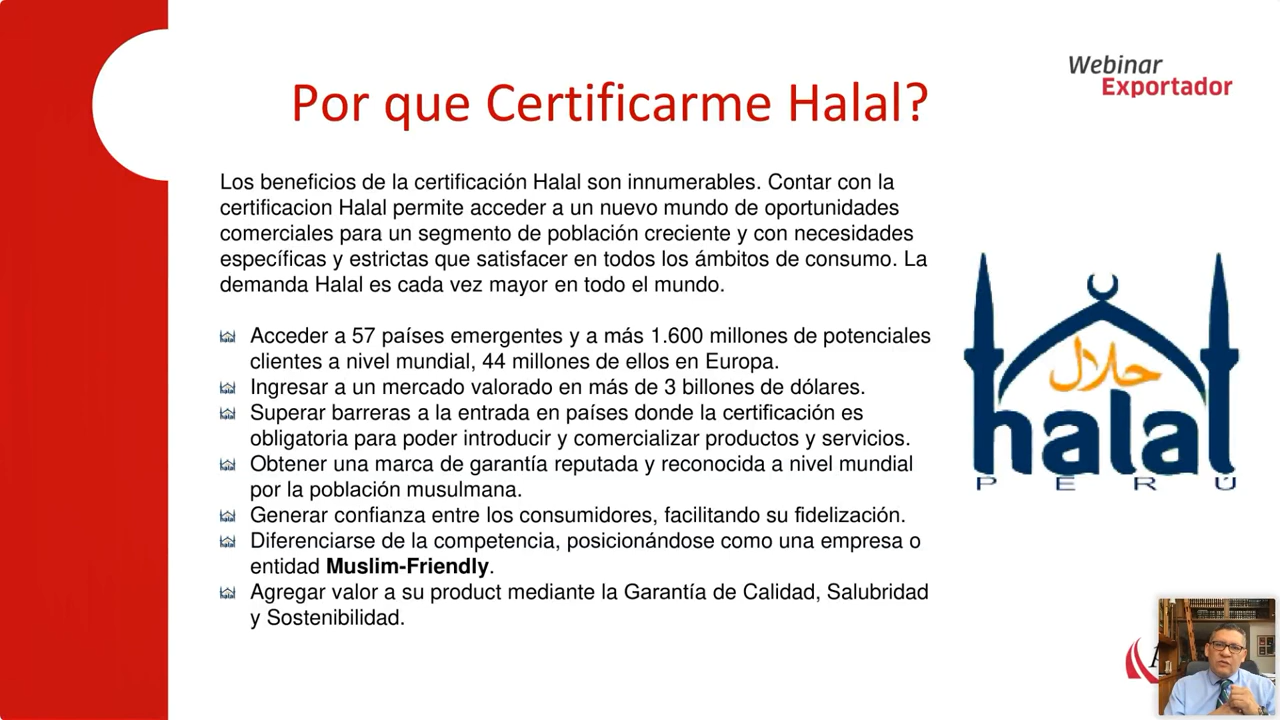 Webinar
Exportador
Por que Certificarme Halal?
Los beneficios de la certificación Halal son innumerables. Contar con la
certificacion Halal permite acceder a un nuevo mundo de oportunidades
comerciales para un segmento de población creciente y con necesidades
específicas y estrictas que satisfacer en todos los ámbitos de consumo. La
demanda Halal es cada vez mayor en todo el mundo.
Acceder a 57 países emergentes y a más 1.600 millones de potenciales
clientes a nivel mundial, 44 millones de ellos en Europa.
Ingresar a un mercado valorado en más de 3 billones de dólares.
Superar barreras a la entrada en países donde la certificación es
obligatoria para poder introducir y comercializar productos y servicios.
Obtener una marca de garantía reputada y reconocida a nivel mundial
por la población musulmana.
Generar confianza entre los consumidores, facilitando su fidelización.
Diferenciarse de la competencia, posicionándose como una empresa o
entidad Muslim-Friendly.
Agregar valor a su product mediante la Garantía de Calidad, Salubridad
y Sostenibilidad.
حلال
halal
PERÚ